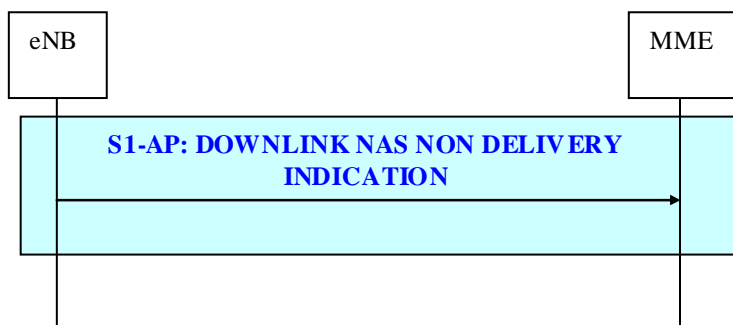 eNB
MME
S1-AP: DOWNLINK NAS NON DELIVERY
INDICATION